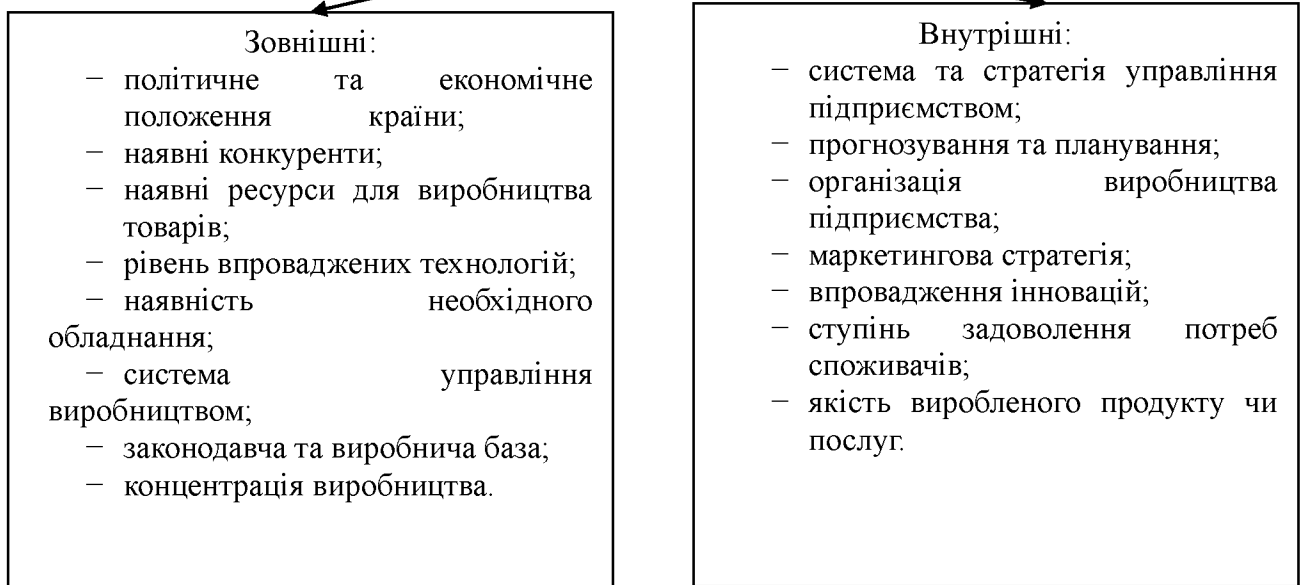 Зовнішні:
− політичне та економічне
положення країни;
− наявні конкуренти;
− наявні ресурси для виробництва
товарів;
− рівень впроваджених технологій;
− наявність необхідного
обладнання;
− система управління
виробництвом;
− законодавча та виробнича база;
− концентрація виробництва.
Внутрішні:
− система та стратегія управління
підприємством;
− прогнозування та планування;
− організація виробництва
підприємства;
− маркетингова стратегія;
− впровадження інновацій;
− ступінь задоволення потреб
споживачів;
− якість виробленого продукту чи
послуг.